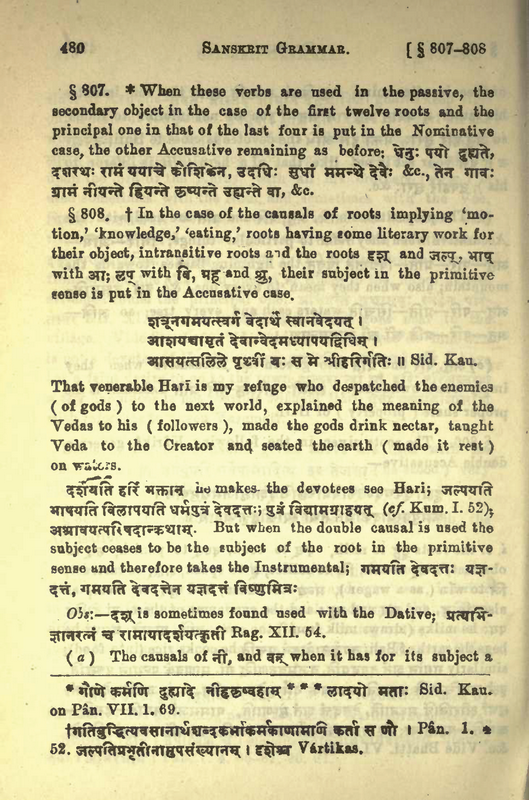 480 SANSKRIT GRAMMAR. [ § 807-808
§ 807. * When these verbs are used in the passive, the
secondary object in the case of the first twelve roots and the
principal one in that of the last four is put in the Nominative
case, the other Accusative remaining as before; धेनुः पयो दुह्यते,
दशरथः रामं ययाचे कौशिकेन, उदधिः सुधां ममन्थे देवैः &c., तेन गावः
ग्रामं नीयन्ते ह्रियन्ते कृष्यन्ते वह्यन्ते वा, &c.
§ 808. † In the case of the causals of roots implying 'mo-
tion,' 'knowledge,' 'eating,' roots having some literary work for
their object, intransitive roots and the roots दृश् and जल्प्, भाष्
with आ; लप् with वि, ग्रह् and श्रु, their subject in the primitive
sense is put in the Accusative case.
शत्रूनगमयत्स्वर्ग वेदार्थं स्वानवेदयत् ।
आशयच्चामृतं देवान्वेदमध्यापयद्विधिम् ।
आसयत्सलिले पृथ्वीं यः स मे श्रीहरिर्गतिः ॥ Sid. Kau.
That venerable Harī is my refuge who despatched the enemies
( of gods ) to the next world, explained the meaning of the
Vedas to his ( followers ), made the gods drink nectar, taught
Veda to the Creator and seated the earth ( made it rest )
on waters.
दर्शयति हरिं भक्तान् he makes the devotees see Hari; जल्पयति
भाषयति विलापयति धर्मपुत्रं देवदत्तः; पुत्रं विद्यामग्राहयत् (cf. Kum. I. 52);
अश्रावयत्परिषदान्कथाम्. But when the double causal is used the
subject ceases to be the subject of the root in the primitive
sense and therefore takes the Instrumental; गमयति देवदत्तः यज्ञ-
दत्तं, गमयति देवदत्तेन यज्ञदत्तं विष्णुमित्रः
Obs:—दृश् is sometimes found used with the Dative; प्रत्यभि-
ज्ञानरत्नं च रामायादर्शयत्कृती Rag. XII. 54.
( a ) The causals of नी, and वह् when it has for its subject a
* गौणे कर्मणि दुह्यादे नीहृकृष्वहाम् * * * लादयो मताः Sid. Kau.
on Pân. VII. 1. 69.
†गतिबुद्धिप्रत्यवसानार्थशब्दकर्माकर्मकाणामणि कर्ता स णौ । Pân. 1. 4
52. जल्पतिप्रभृतीनामुपसंख्यानम् । दृशेश्च Vártikas.